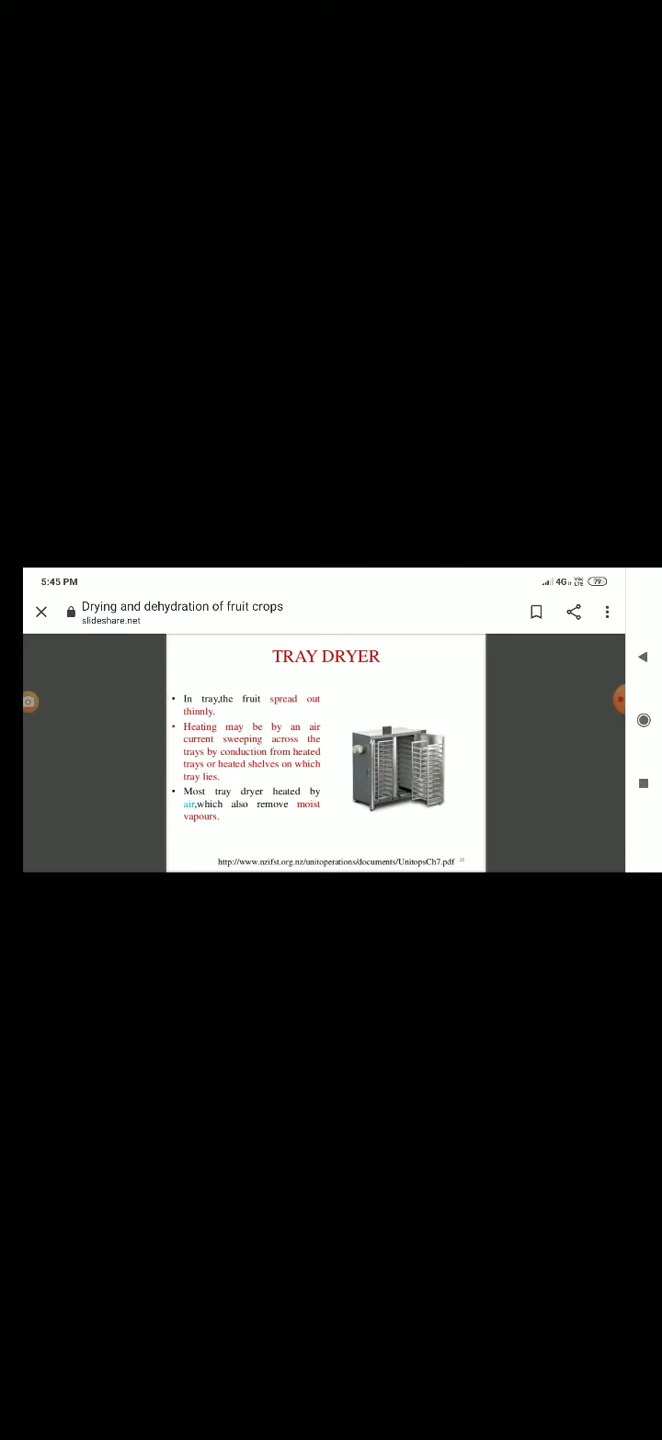 5:45 PM
4G
79
Drying and dehydration of fruit crops
slideshare.net
TRAY DRYER
• In tray,the fruit spread out
thinnly.
• Heating may be by an air
current sweeping across the
trays by conduction from heated
trays or heated shelves on which
tray lies.
• Most tray dryer heated by
air,which also remove moist
vapours.
http://www.nzifst.org.nz/unitoperations/documents/UnitopsCh7.pdf